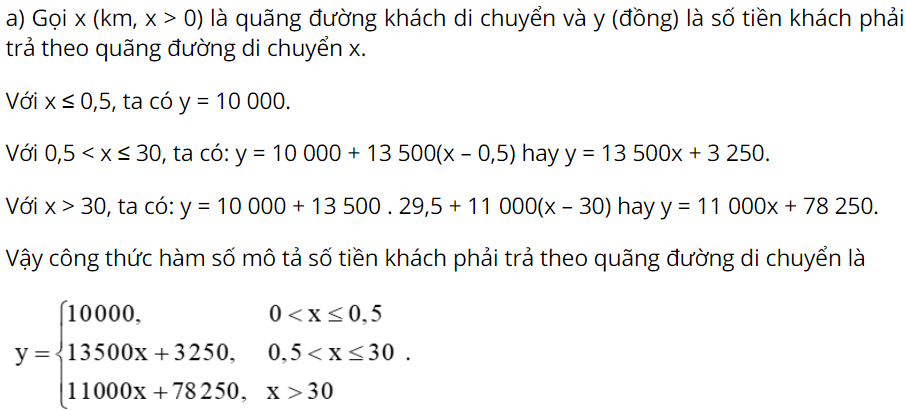 a) Gọi x (km, x > 0) là quãng đường khách di chuyển và y (đồng) là số tiền khách phải
trả theo quãng đường di chuyển x.
Với x ≤ 0,5, ta có y = 10 000.
Với 0,5 < x ≤ 30, ta có: y = 10 000 + 13 500(x – 0,5) hay y = 13 500x + 3 250.
Với x > 30, ta có: y = 10 000 + 13 500 . 29,5 + 11 000(x – 30) hay y = 11 000x + 78 250.
Vậy công thức hàm số mô tả số tiền khách phải trả theo quãng đường di chuyển là
10000, 0 < x ≤ 0,5
y = { 13500x + 3250, 0,5 < x ≤ 30 .
11000x + 78250, x > 30